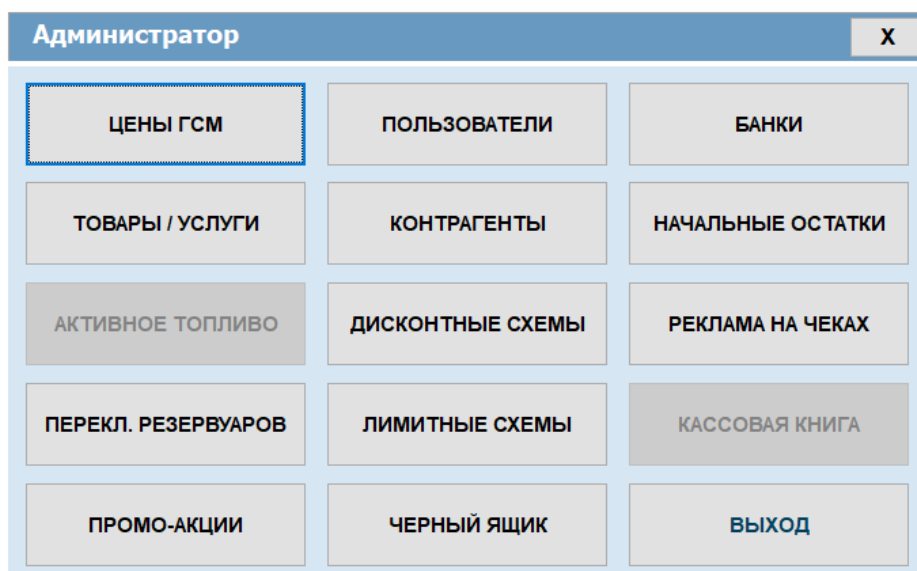 Администратор X
ЦЕНЫ ГСМ ПОЛЬЗОВАТЕЛИ БАНКИ
ТОВАРЫ / УСЛУГИ КОНТРАГЕНТЫ НАЧАЛЬНЫЕ ОСТАТКИ
АКТИВНОЕ ТОПЛИВО ДИСКОНТНЫЕ СХЕМЫ РЕКЛАМА НА ЧЕКАХ
ПЕРЕКЛ. РЕЗЕРВУАРОВ ЛИМИТНЫЕ СХЕМЫ КАССОВАЯ КНИГА
ПРОМО-АКЦИИ ЧЕРНЫЙ ЯЩИК ВЫХОД